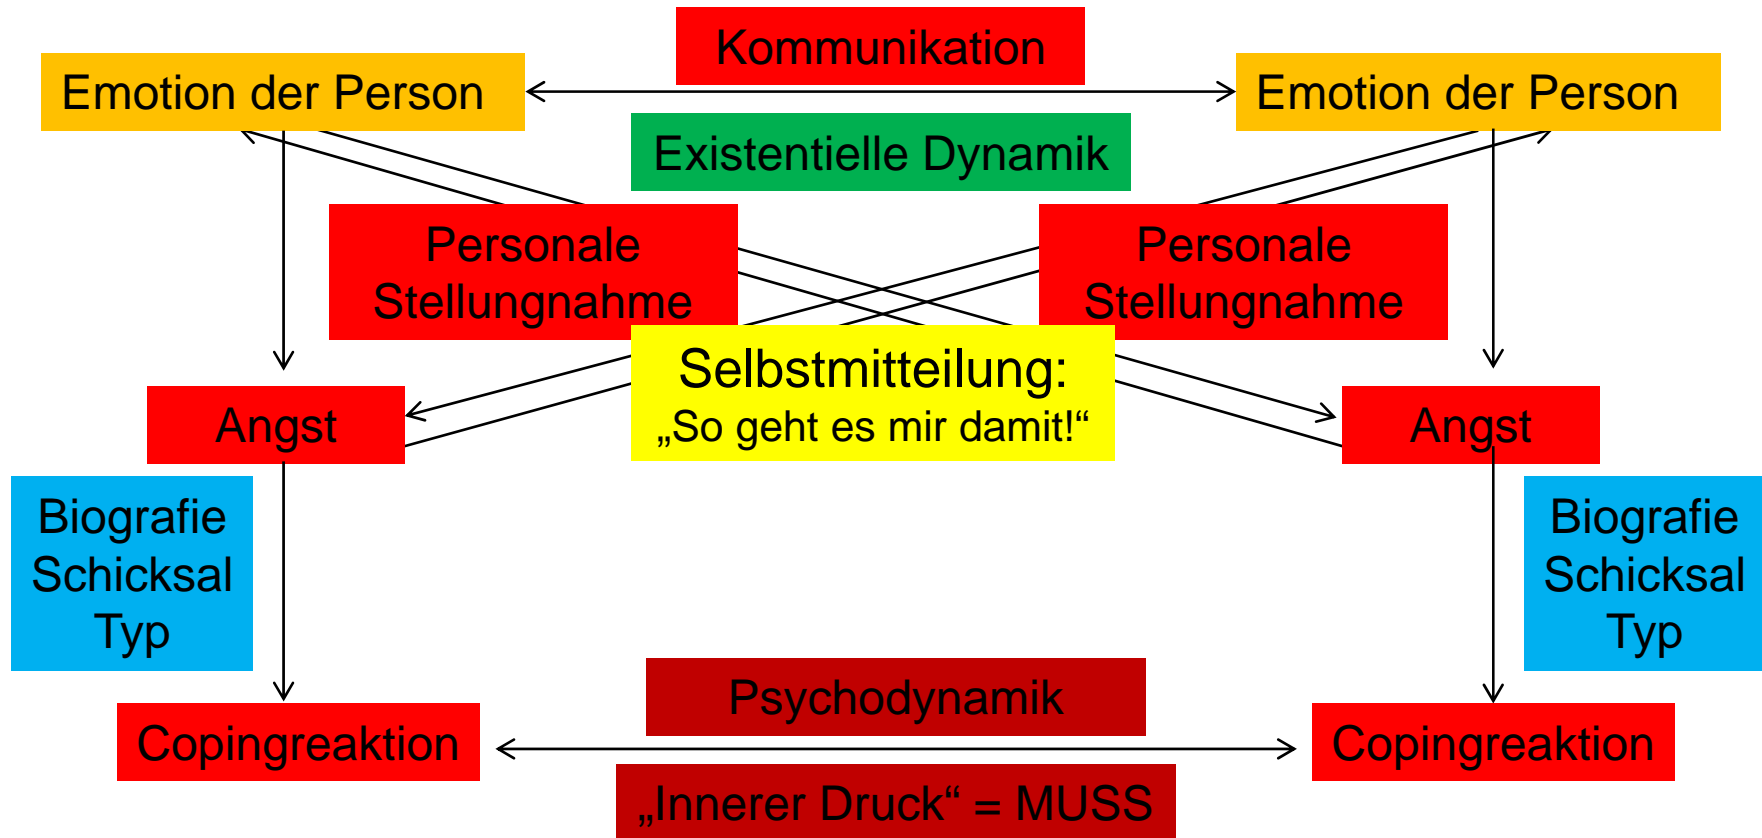 Kommunikation
Emotion der Person
Emotion der Person
Existentielle Dynamik
Personale
Stellungnahme
Personale
Stellungnahme
Selbstmitteilung:
„So geht es mir damit!“
Angst
Angst
Biografie
Schicksal
Typ
Biografie
Schicksal
Typ
Psychodynamik
Copingreaktion
Copingreaktion
„Innerer Druck“ = MUSS